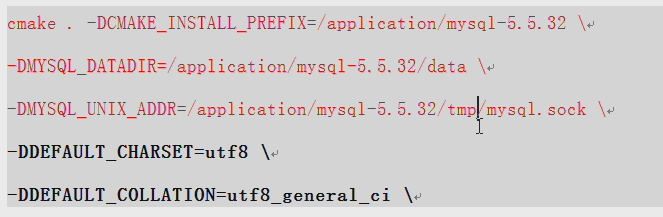 cmake . -DCMAKE_INSTALL_PREFIX=/application/mysql-5.5.32 \
-DMYSQL_DATADIR=/application/mysql-5.5.32/data \
-DMYSQL_UNIX_ADDR=/application/mysql-5.5.32/tmp/mysql.sock \
-DDEFAULT_CHARSET=utf8 \
-DDEFAULT_COLLATION=utf8_general_ci \